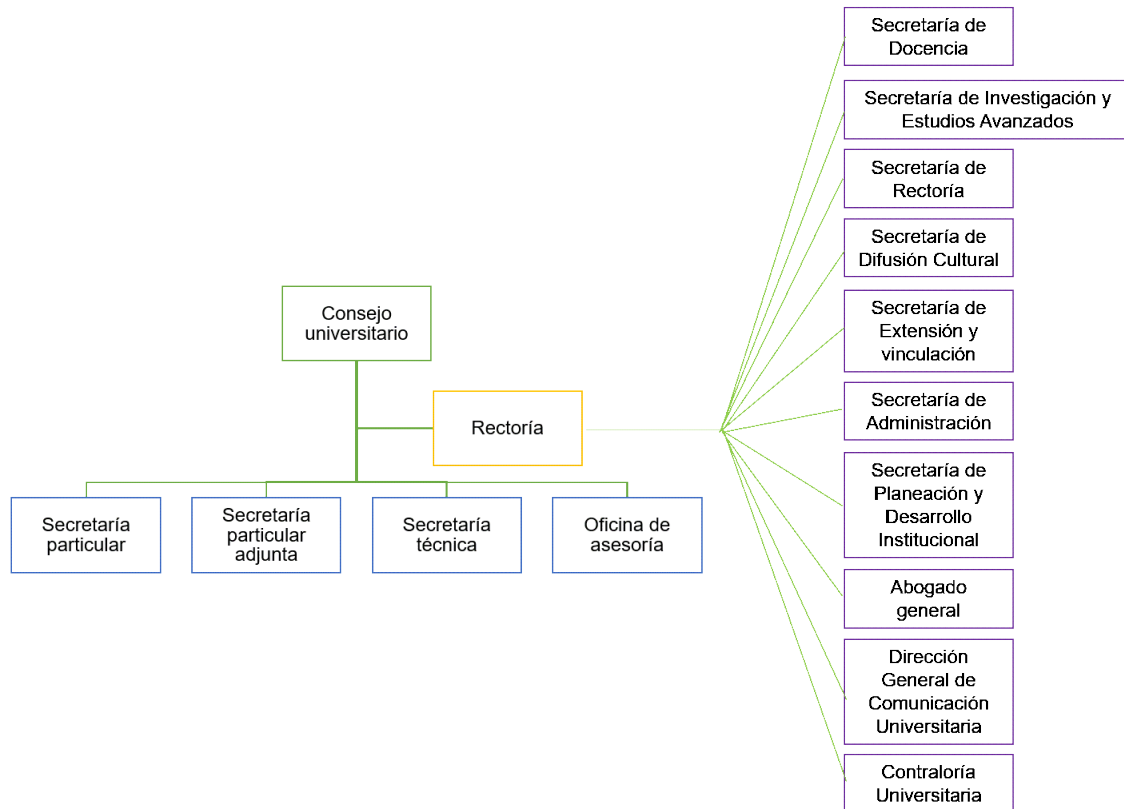 Consejo
universitario
Rectoría
Secretaría
particular
Secretaría
particular
adjunta
Secretaría
técnica
Oficina de
asesoría
Secretaría de
Docencia
Secretaría de Investigación y
Estudios Avanzados
Secretaría de
Rectoría
Secretaría de
Difusión Cultural
Secretaría de
Extensión y
vinculación
Secretaría de
Administración
Secretaría de
Planeación y
Desarrollo
Institucional
Abogado
general
Dirección
General de
Comunicación
Universitaria
Contraloría
Universitaria